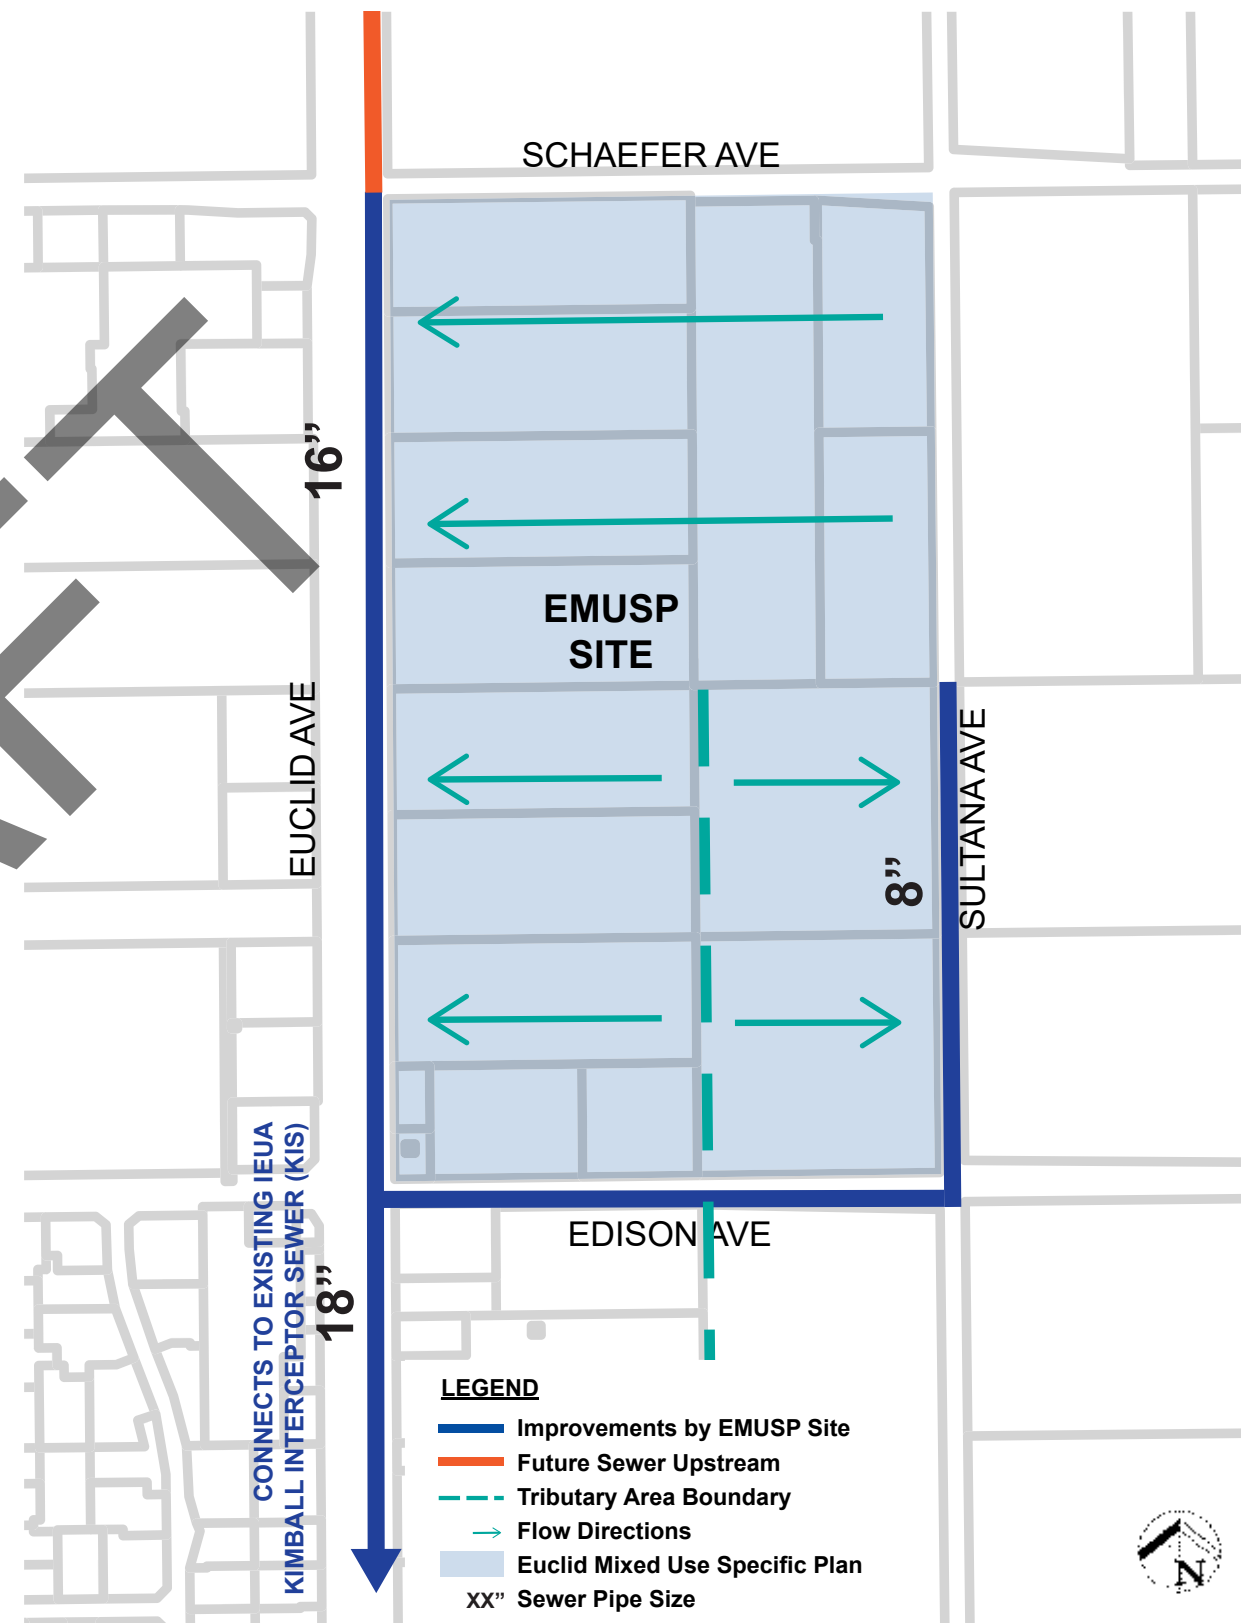 SCHAEFER AVE
16”
EMUSP
SITE
EUCLID AVE
SULTANA AVE
8”
EDISON AVE
CONNECTS TO EXISTING IEUA
KIMBALL INTERCEPTOR SEWER (KIS)
18”
LEGEND
Improvements by EMUSP Site
Future Sewer Upstream
Tributary Area Boundary
Flow Directions
Euclid Mixed Use Specific Plan
XX” Sewer Pipe Size
N